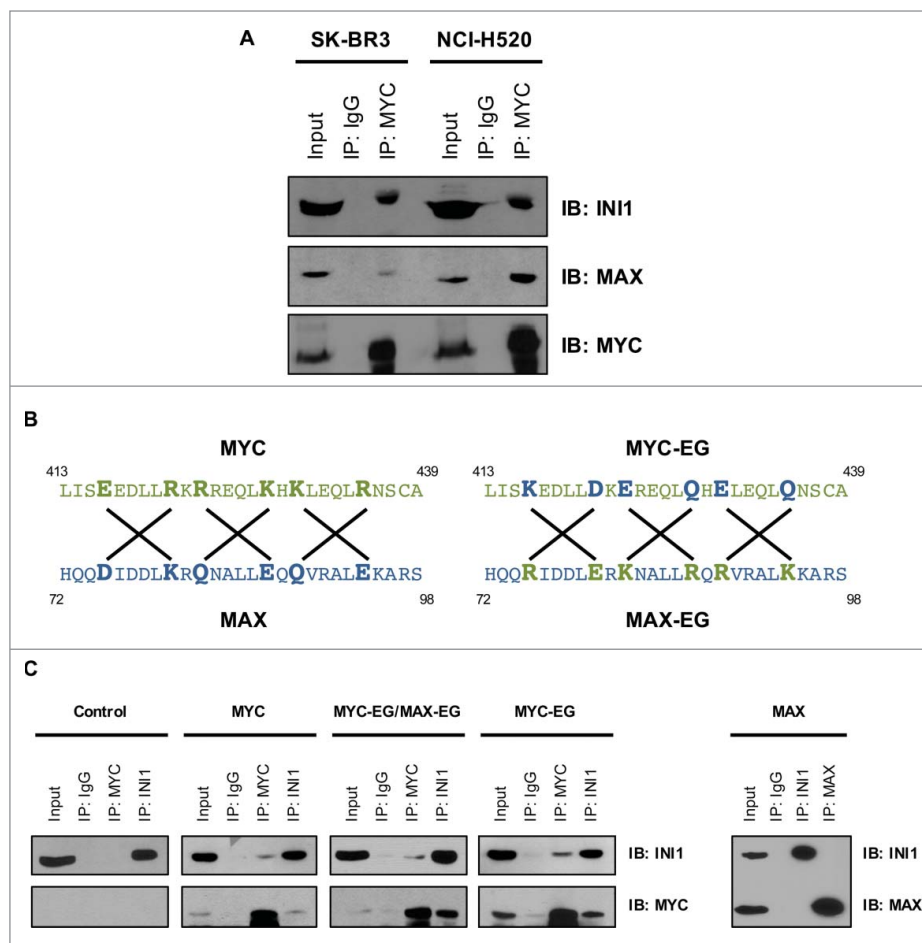 A
SK-BR3 NCI-H520
Input IP: IgG IP: MYC Input IP: IgG IP: MYC
IB: INI1
IB: MAX
IB: MYC
B
MYC
413 439
LISEEDLLRKRREQLKHKLEQLRNSCA
HQQDIDDLKRQNALLEQQVRALEKARS
72 98
MAX
MYC-EG
413 439
LISKEDLLDKEREQLQHELEQLQNSCA
HQQRIDDLERKNALLRQRVRALKKARS
72 98
MAX-EG
C
Control MYC MYC-EG/MAX-EG MYC-EG MAX
Input IP: IgG IP: MYC IP: INI1 Input IP: IgG IP: MYC IP: INI1 Input IP: IgG IP: MYC IP: INI1 Input IP: IgG IP: MYC IP: INI1 Input IP: IgG IP: INI1 IP: MAX
IB: INI1 IB: INI1
IB: MYC IB: MAX